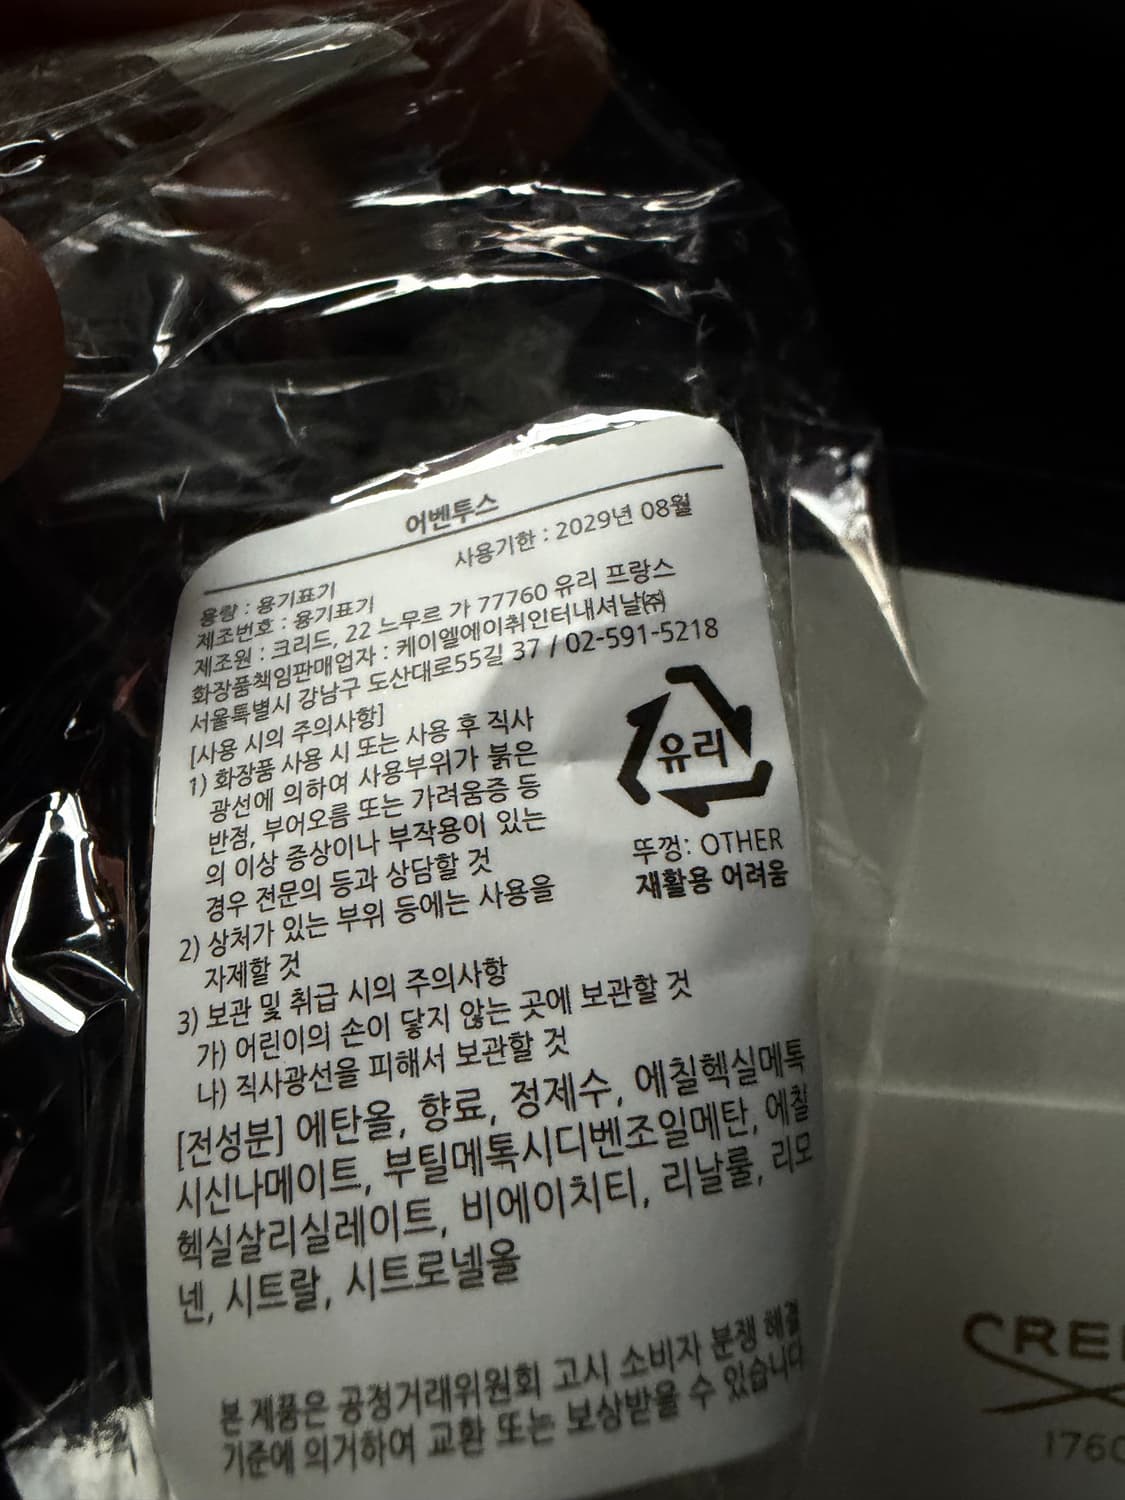 어벤투스
사용기한 : 2029년 08월
용량 : 용기표기
제조번호 : 용기표기
제조원 : 크리드, 22 느무르 가 77760 유리 프랑스
화장품책임판매업자 : 케이엘에이취인터내셔날㈜
서울특별시 강남구 도산대로55길 37 / 02-591-5218
[사용 시의 주의사항]
1) 화장품 사용 시 또는 사용 후 직사
광선에 의하여 사용부위가 붉은
반점, 부어오름 또는 가려움증 등
의 이상 증상이나 부작용이 있는
경우 전문의 등과 상담할 것
2) 상처가 있는 부위 등에는 사용을
자제할 것
3) 보관 및 취급 시의 주의사항
가) 어린이의 손이 닿지 않는 곳에 보관할 것
나) 직사광선을 피해서 보관할 것
유리
뚜껑: OTHER
재활용 어려움
[전성분] 에탄올, 향료, 정제수, 에칠헥실메톡
시신나메이트, 부틸메톡시디벤조일메탄, 에칠
헥실살리실레이트, 비에이치티, 리날룰, 리모
넨, 시트랄, 시트로넬올
본 제품은 공정거래위원회 고시 소비자 분쟁 해결
기준에 의거하여 교환 또는 보상받을 수 있습니다
CREE
1760